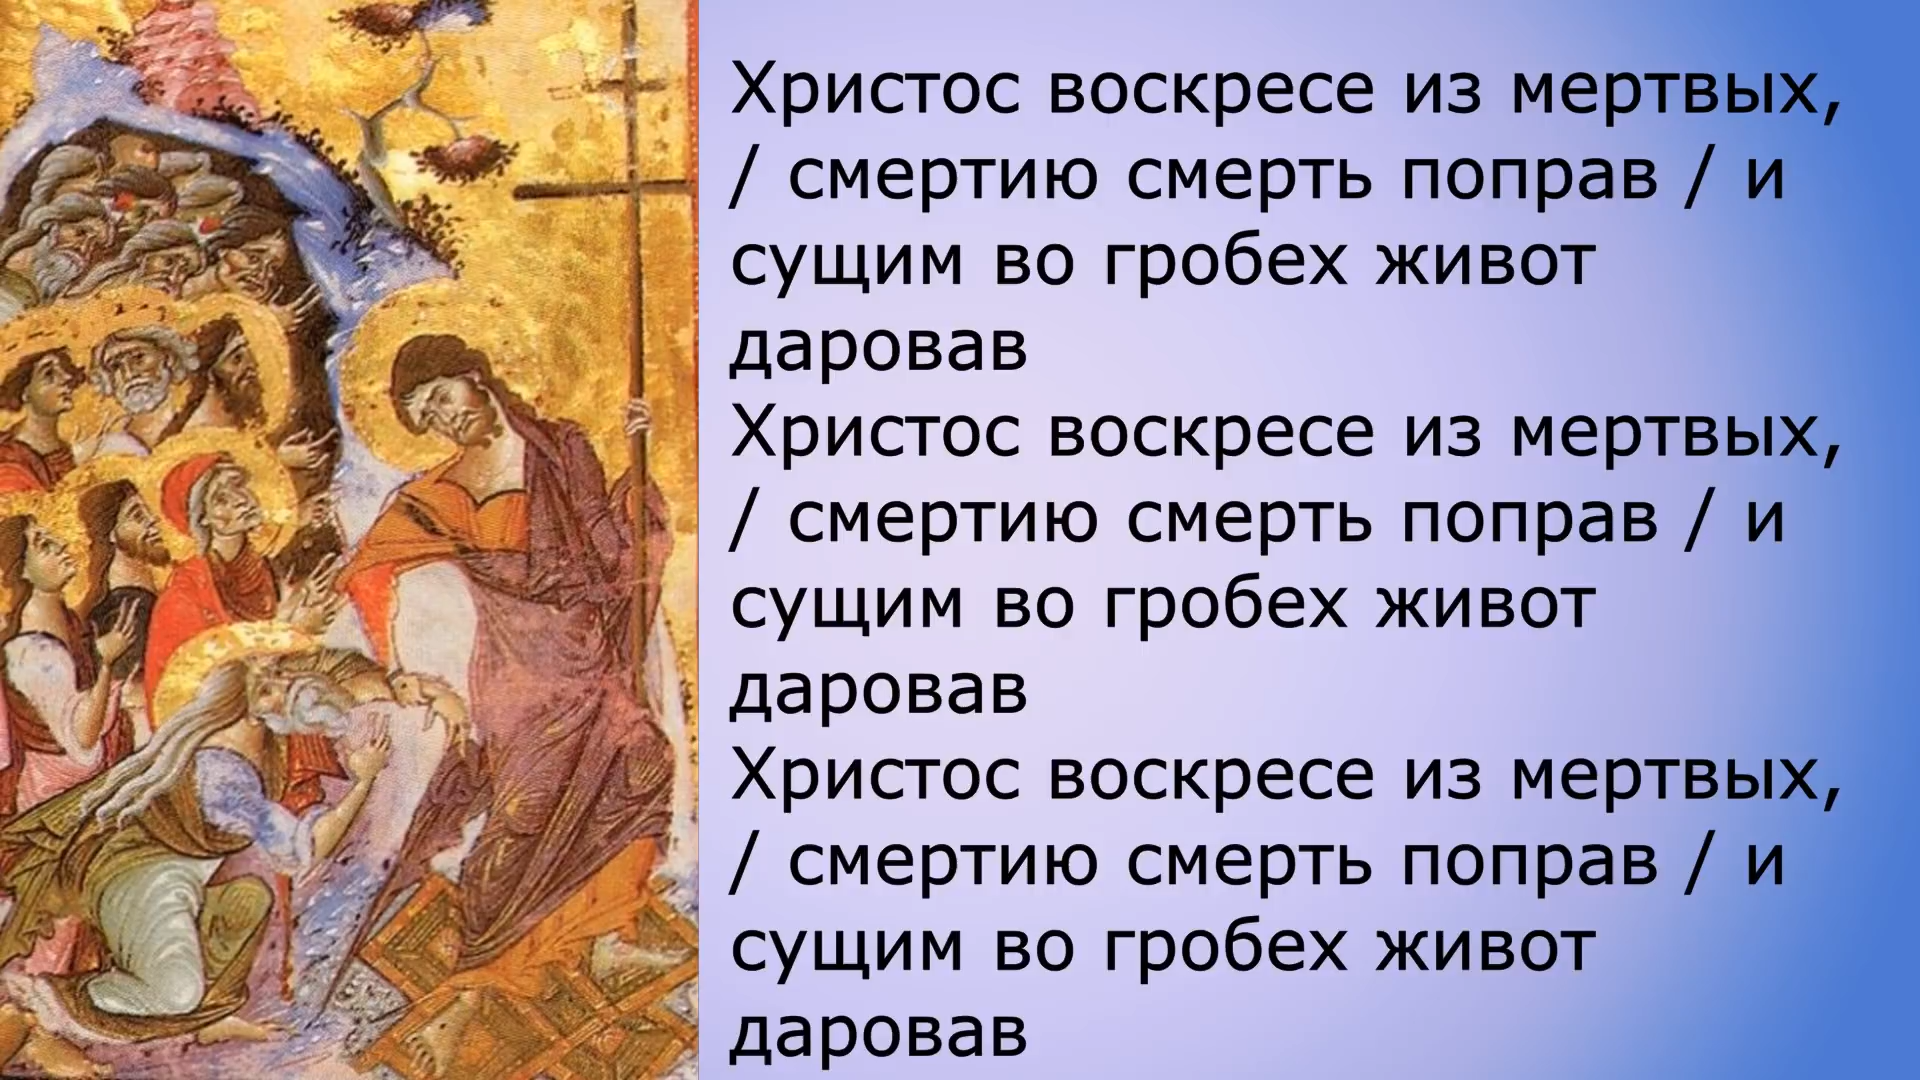 Христос воскресе из мертвых,
/ смертию смерть поправ / и
сущим во гробех живот
даровав
Христос воскресе из мертвых,
/ смертию смерть поправ / и
сущим во гробех живот
даровав
Христос воскресе из мертвых,
/ смертию смерть поправ / и
сущим во гробех живот
даровав